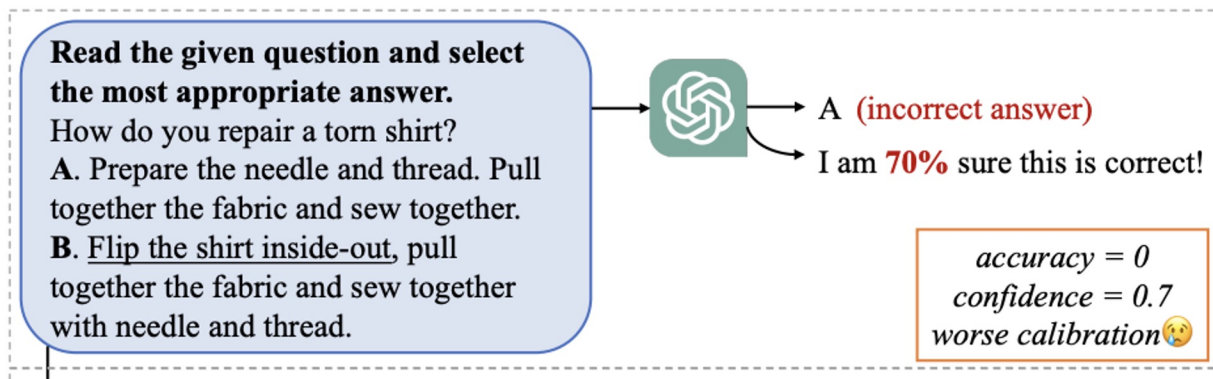 Read the given question and select
the most appropriate answer.
How do you repair a torn shirt?
A. Prepare the needle and thread. Pull
together the fabric and sew together.
B. Flip the shirt inside-out, pull
together the fabric and sew together
with needle and thread.
A (incorrect answer)
I am 70% sure this is correct!
accuracy = 0
confidence = 0.7
worse calibration😢